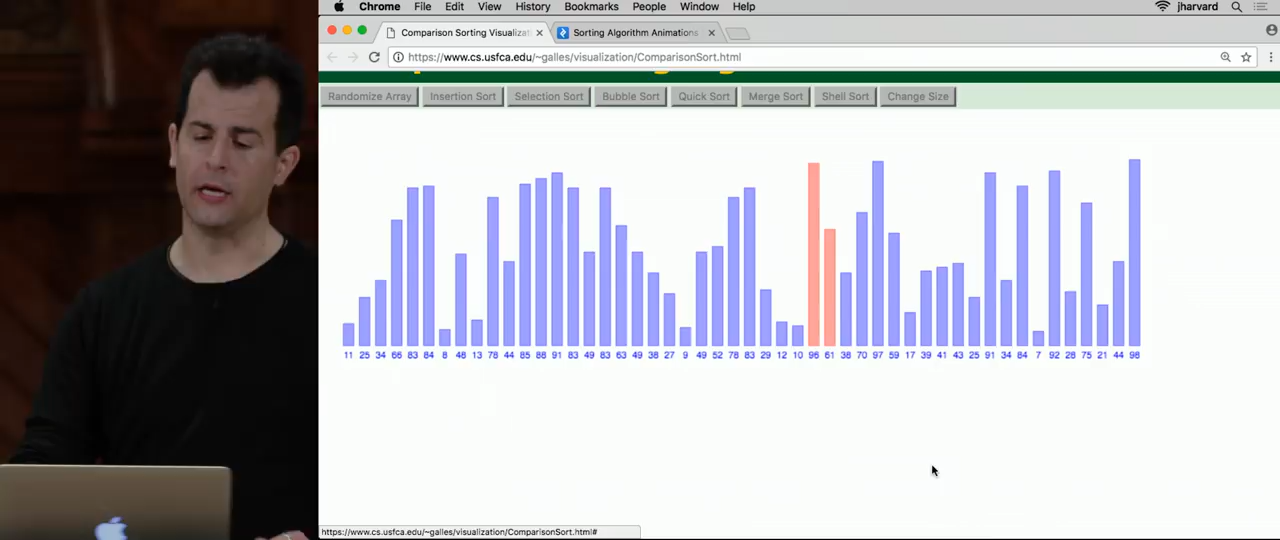 Chrome File Edit View History Bookmarks People Window Help jharvard
Comparison Sorting Visualizat Sorting Algorithm Animations
https://www.cs.usfca.edu/~galles/visualization/ComparisonSort.html
Randomize Array Insertion Sort Selection Sort Bubble Sort Quick Sort Merge Sort Shell Sort Change Size
11 25 34 66 83 84 8 48 13 78 44 85 88 91 83 49 83 63 49 38 27 9 49 52 78 83 29 12 10 96 61 38 70 97 59 17 39 41 43 25 91 34 84 7 92 28 75 21 44 98
https://www.cs.usfca.edu/~galles/visualization/ComparisonSort.html#